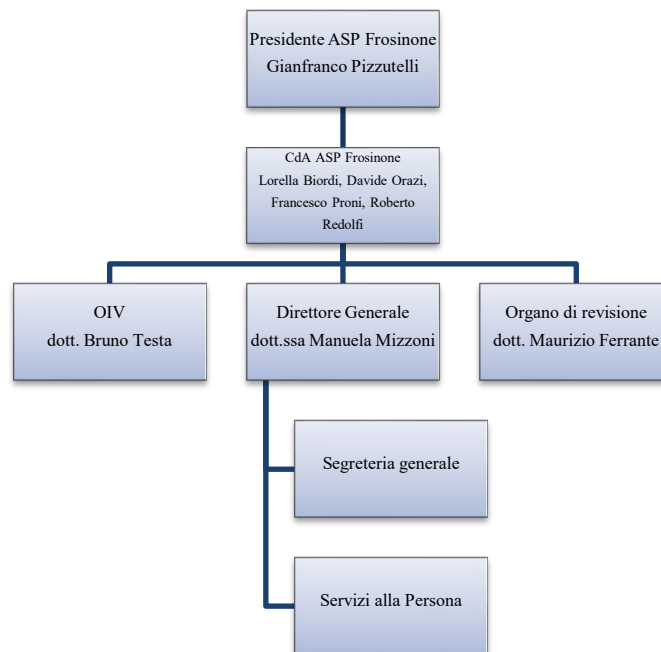 Presidente ASP Frosinone
Gianfranco Pizzutelli
CdA ASP Frosinone
Lorella Biordi, Davide Orazi,
Francesco Proni, Roberto
Redolfi
OIV
dott. Bruno Testa
Direttore Generale
dott.ssa Manuela Mizzoni
Organo di revisione
dott. Maurizio Ferrante
Segreteria generale
Servizi alla Persona